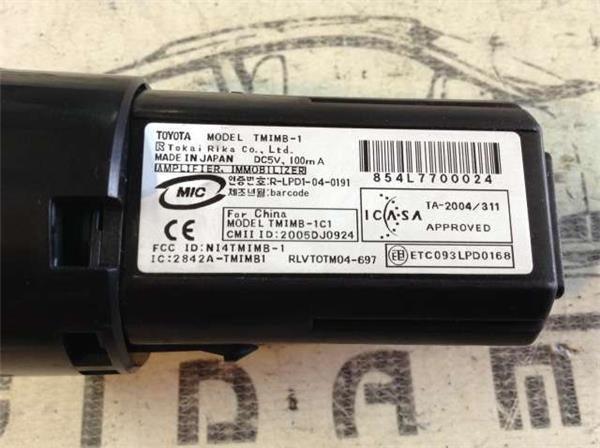 TOYOTA MODEL TMIMB-1
Tokai Rika Co., Ltd.
MADE IN JAPAN DC5V, 100mA
AMPLIFIER, IMMOBILIZER
MIC
인증번호:R-LPD1-04-0191
제조년월:barcode
854L7700024
CE
For China
MODEL TMIMB-1C1
CMII ID:2005DJ0924
ICASA
TA-2004/311
APPROVED
FCC ID:NI4TMIMB-1
IC:2842A-TMIMB1 RLVTOTM04-697
ETC093LPD0168